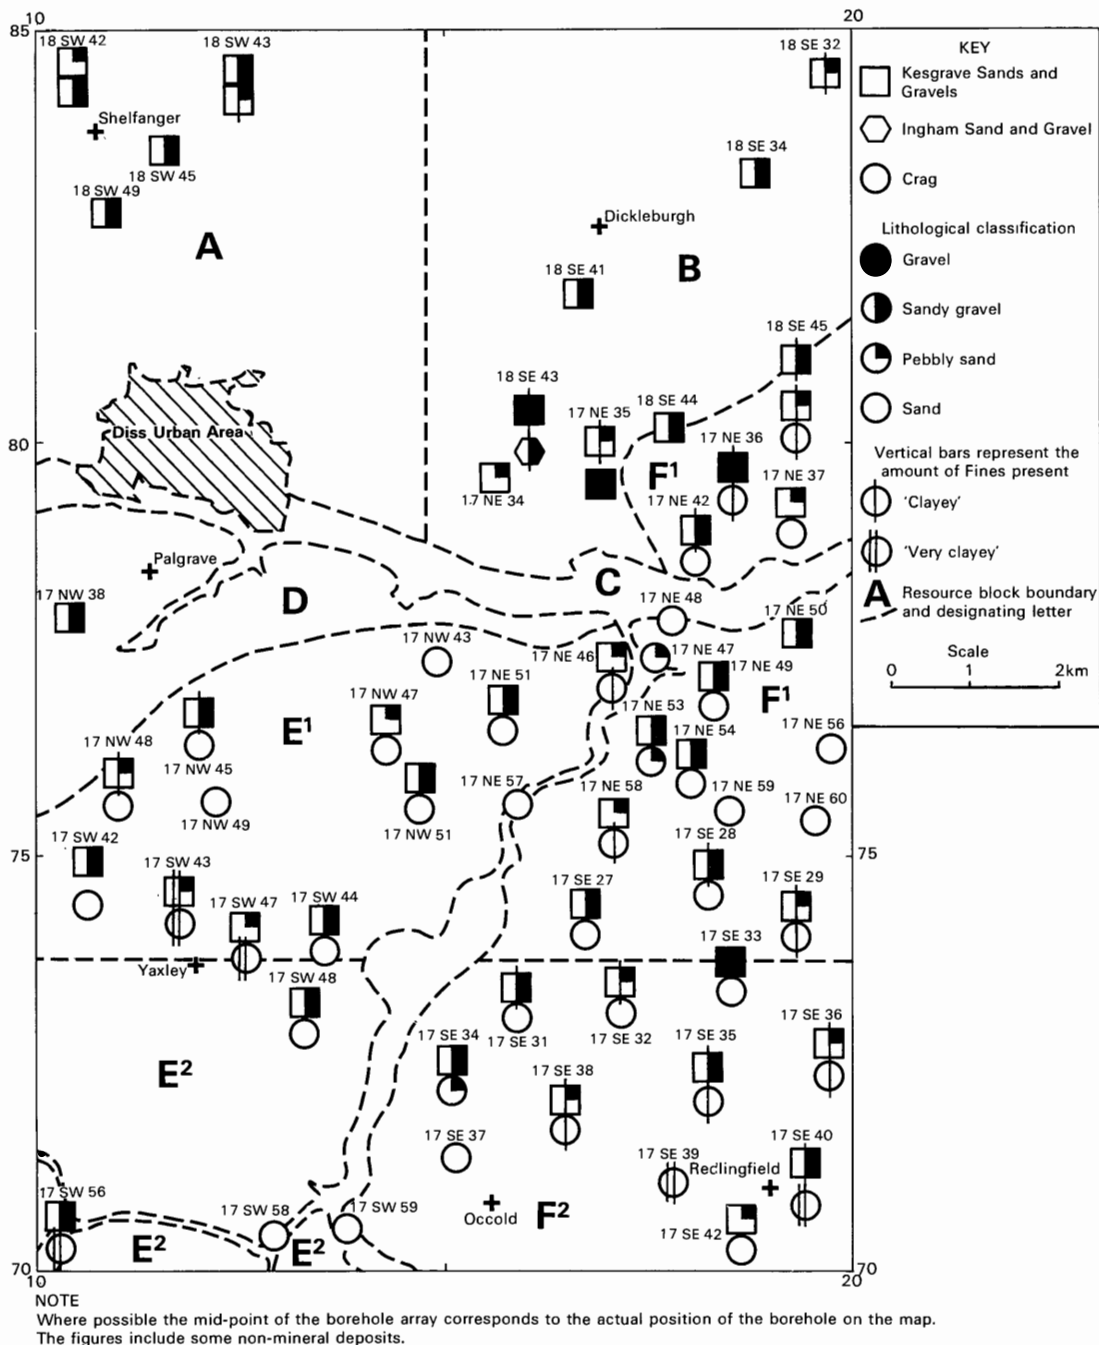 10
20
85
18 SW 42
18 SW 43
18 SE 32
Shelfanger
18 SW 45
18 SW 49
18 SE 34
Dickleburgh
A
B
18 SE 41
18 SE 45
18 SE 43
17 NE 35
18 SE 44
80
Diss Urban Area
17 NE 36
F¹
17 NE 37
1.7 NE 34
17 NE 42
Palgrave
C
D
17 NW 38
17 NE 48
17 NE 50
17 NW 43
17 NE 46
17 NE 47
17 NE 49
17 NE 51
F¹
17 NW 47
17 NE 53
17 NE 56
E¹
17 NE 54
17 NW 48
17 NW 45
17 NE 57
17 NE 58
17 NE 59
17 NE 60
17 NW 49
17 NW 51
17 SW 42
17 SE 28
75
75
17 SW 43
17 SE 27
17 SE 29
17 SW 47
17 SW 44
17 SE 33
Yaxley
17 SW 48
17 SE 31
17 SE 32
17 SE 36
17 SE 34
17 SE 35
E²
17 SE 38
17 SE 37
17 SE 39
17 SE 40
Redlingfield
17 SW 56
17 SW 58
17 SW 59
Occold
F²
17 SE 42
E²
E²
70
70
10
20
KEY
Kesgrave Sands and
Gravels
Ingham Sand and Gravel
Crag
Lithological classification
Gravel
Sandy gravel
Pebbly sand
Sand
Vertical bars represent the
amount of Fines present
'Clayey'
'Very clayey'
A
Resource block boundary
and designating letter
Scale
0 1 2km
NOTE
Where possible the mid-point of the borehole array corresponds to the actual position of the borehole on the map.
The figures include some non-mineral deposits.